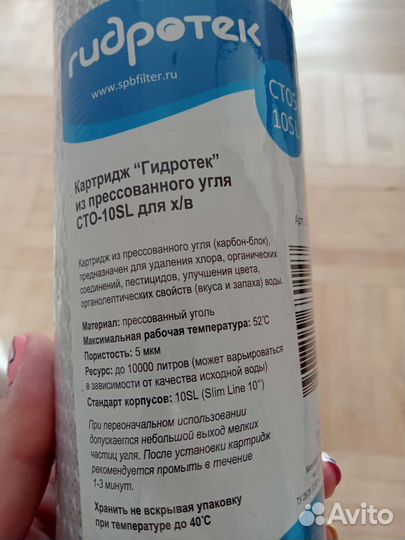 гидротек
www.spbfilter.ru
СТО5
10SL
Картридж "Гидротек"
из прессованного угля
СТО-10SL для х/в
Арт.
Картридж из прессованного угля (карбон-блок),
предназначен для удаления хлора, органических
соединений, пестицидов, улучшения цвета,
органолептических свойств (вкуса и запаха) воды.
Материал: прессованный уголь
Максимальная рабочая температура: 52℃
Пористость: 5 мкм
Ресурс: до 10000 литров (может варьироваться
в зависимости от качества исходной воды)
Стандарт корпусов: 10SL (Slim Line 10")
При первоначальном использовании
допускается небольшой выход мелких
частиц угля. После установки картридж
рекомендуется промыть в течение
1-3 минут.
Хранить не вскрывая упаковку
при температуре до 40℃
Avito